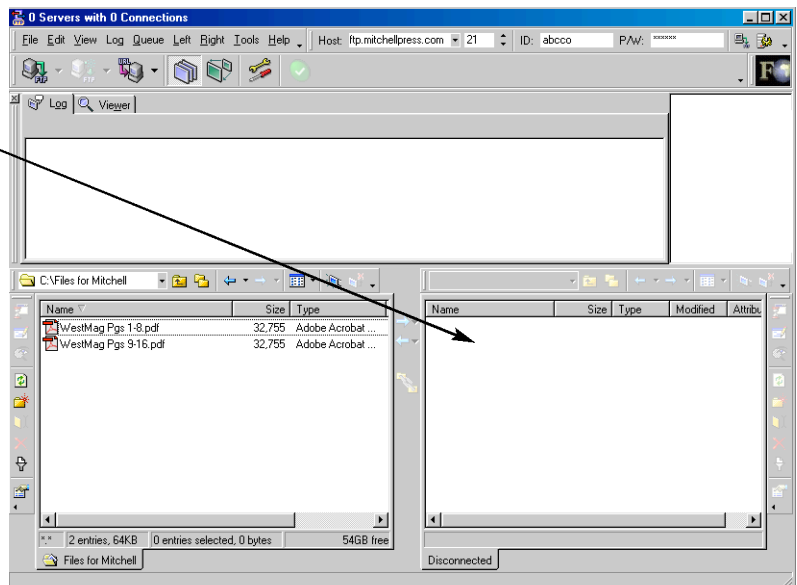 0 Servers with 0 Connections
File Edit View Log Queue Left Right Tools Help Host: ftp.mitchellpress.com 21 ID: abcco P/W: ******
Log Viewer
C:\Files for Mitchell
Name Size Type
WestMag Pgs 1-8.pdf 32,755 Adobe Acrobat ...
WestMag Pgs 9-16.pdf 32,755 Adobe Acrobat ...
Name Size Type Modified Attribu
*.* 2 entries, 64KB 0 entries selected, 0 bytes 54GB free
Files for Mitchell
Disconnected